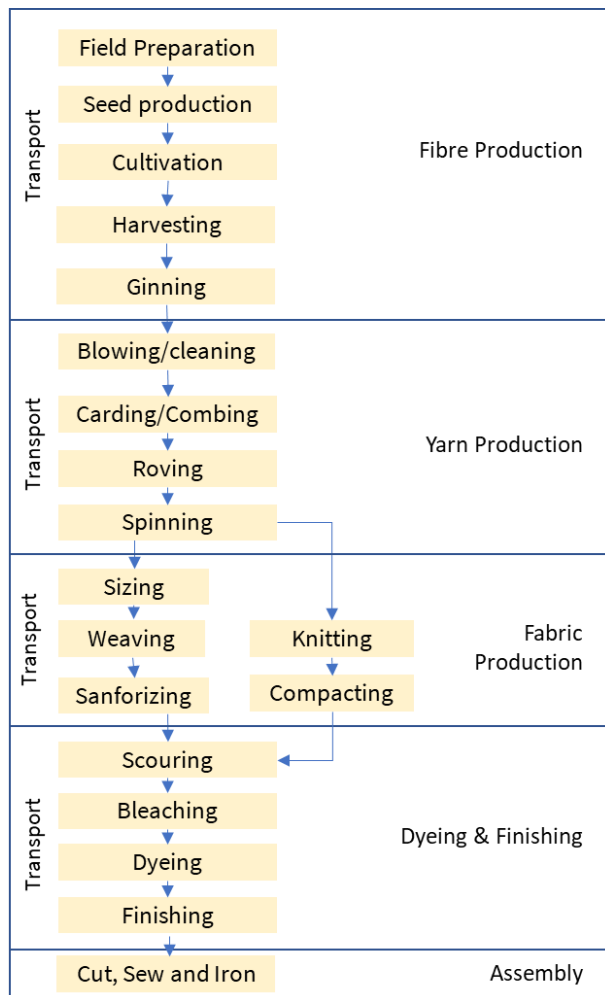 Field Preparation
Seed production
Cultivation
Harvesting
Ginning
Transport
Fibre Production
Blowing/cleaning
Carding/Combing
Roving
Spinning
Transport
Yarn Production
Sizing
Weaving
Sanforizing
Knitting
Compacting
Transport
Fabric
Production
Scouring
Bleaching
Dyeing
Finishing
Transport
Dyeing & Finishing
Cut, Sew and Iron
Assembly